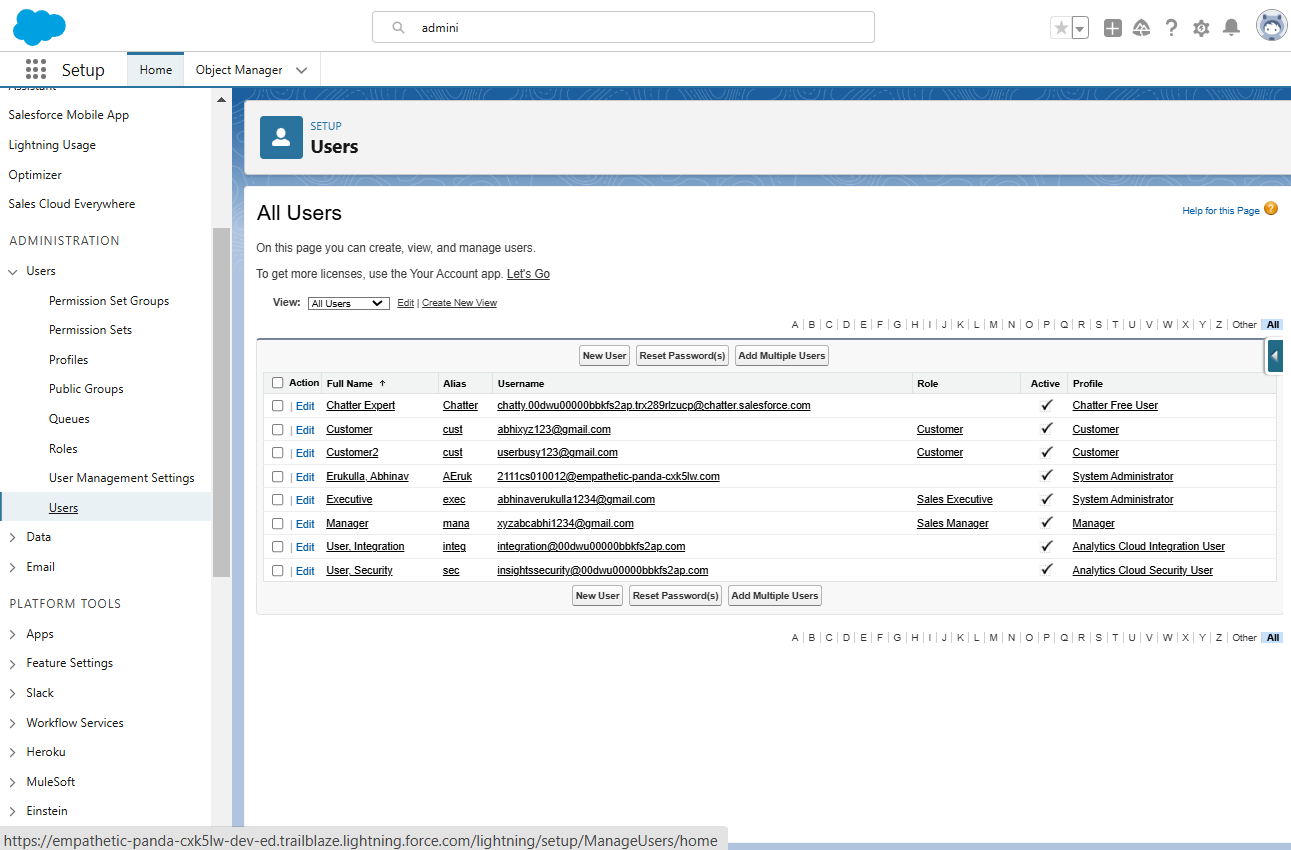 admini
Setup
Home
Object Manager
Assistant
Salesforce Mobile App
Lightning Usage
Optimizer
Sales Cloud Everywhere
ADMINISTRATION
Users
Permission Set Groups
Permission Sets
Profiles
Public Groups
Queues
Roles
User Management Settings
Users
Data
Email
PLATFORM TOOLS
Apps
Feature Settings
Slack
Workflow Services
Heroku
MuleSoft
Einstein
SETUP
Users
All Users
Help for this Page ?
On this page you can create, view, and manage users.
To get more licenses, use the Your Account app. Let's Go
View: All Users Edit | Create New View
A | B | C | D | E | F | G | H | I | J | K | L | M | N | O | P | Q | R | S | T | U | V | W | X | Y | Z | Other | All
New User Reset Password(s) Add Multiple Users
Action Full Name ↑ Alias Username Role Active Profile
| Edit Chatter Expert Chatter chatty.00dwu00000bbkfs2ap.trx289rlzucp@chatter.salesforce.com ✓ Chatter Free User
| Edit Customer cust abhixyz123@gmail.com Customer ✓ Customer
| Edit Customer2 cust userbusy123@gmail.com Customer ✓ Customer
| Edit Erukulla, Abhinav AEruk 2111cs010012@empathetic-panda-cxk5lw.com ✓ System Administrator
| Edit Executive exec abhinaverukulla1234@gmail.com Sales Executive ✓ System Administrator
| Edit Manager mana xyzabcabhi1234@gmail.com Sales Manager ✓ Manager
| Edit User, Integration integ integration@00dwu00000bbkfs2ap.com ✓ Analytics Cloud Integration User
| Edit User, Security sec insightssecurity@00dwu00000bbkfs2ap.com ✓ Analytics Cloud Security User
New User Reset Password(s) Add Multiple Users
A | B | C | D | E | F | G | H | I | J | K | L | M | N | O | P | Q | R | S | T | U | V | W | X | Y | Z | Other | All
https://empathetic-panda-cxk5lw-dev-ed.trailblaze.lightning.force.com/lightning/setup/ManageUsers/home